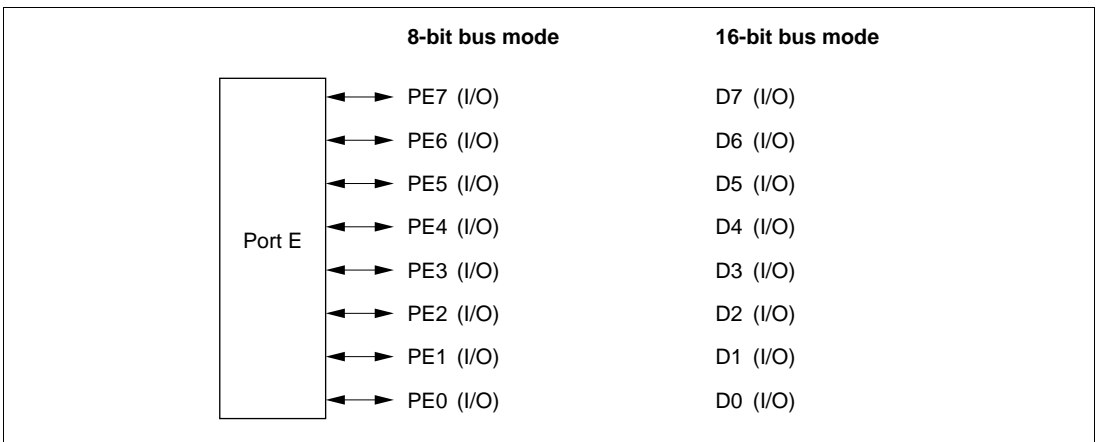 8-bit bus mode 16-bit bus mode
PE7 (I/O) D7 (I/O)
PE6 (I/O) D6 (I/O)
PE5 (I/O) D5 (I/O)
PE4 (I/O) D4 (I/O)
Port E
PE3 (I/O) D3 (I/O)
PE2 (I/O) D2 (I/O)
PE1 (I/O) D1 (I/O)
PE0 (I/O) D0 (I/O)